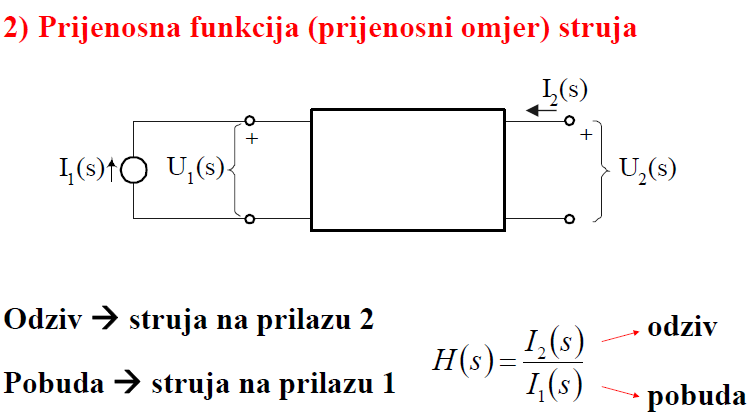 2) Prijenosna funkcija (prijenosni omjer) struja
I₂(s)
+ +
I₁(s) U₁(s) U₂(s)
Odziv → struja na prilazu 2
Pobuda → struja na prilazu 1
H(s) = I₂(s) / I₁(s)
odziv
pobuda